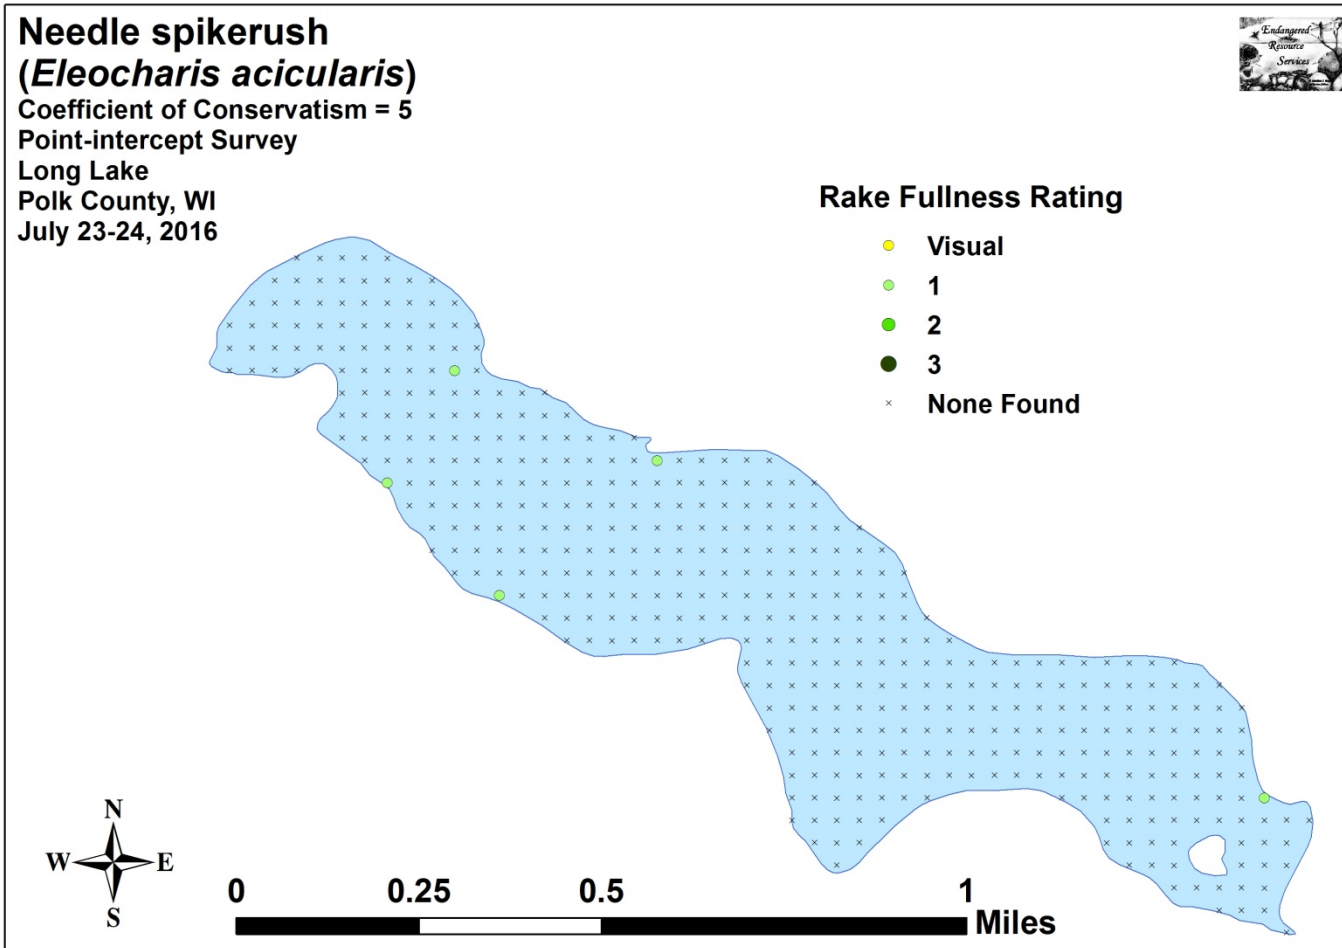 Needle spikerush
(Eleocharis acicularis)
Coefficient of Conservatism = 5
Point-intercept Survey
Long Lake
Polk County, WI
July 23-24, 2016
Endangered
Resource
Services
Rake Fullness Rating
Visual
1
2
3
None Found
N
W E
S
0 0.25 0.5 1
Miles